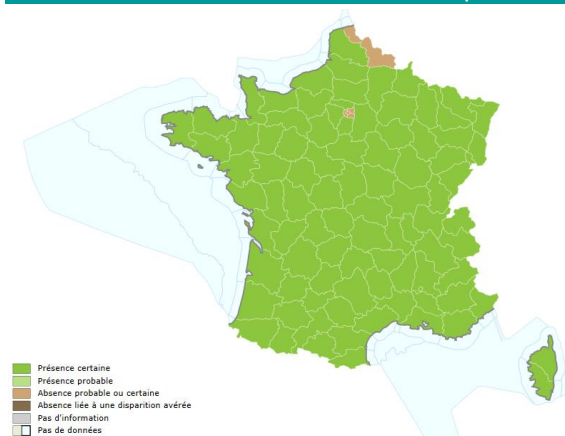 Présence certaine
Présence probable
Absence probable ou certaine
Absence liée à une disparition avérée
Pas d'information
Pas de données